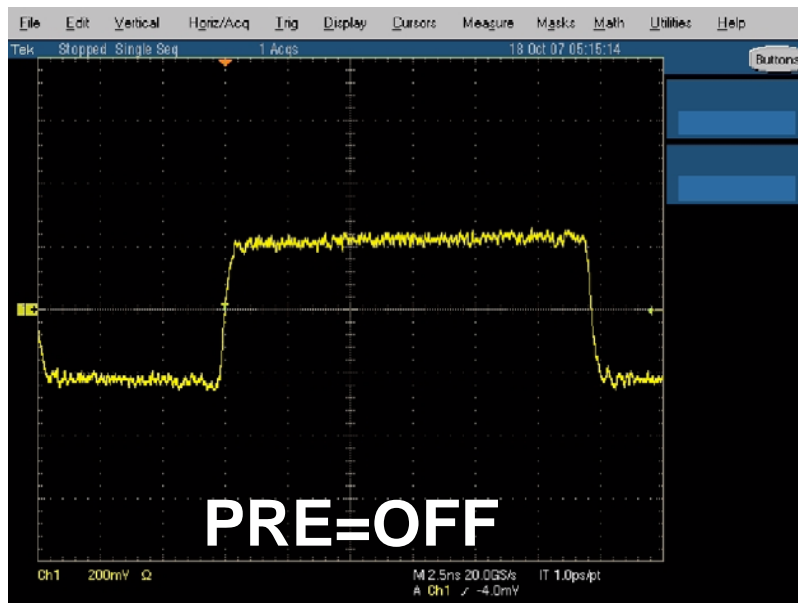 File Edit Vertical Horiz/Acq Trig Display Cursors Measure Masks Math Utilities Help
Tek Stopped Single Seq 1 Acqs 18 Oct 07 05:15:14
Buttons
1
PRE=OFF
Ch1 200mV Ω M 2.5ns 20.0GS/s IT 1.0ps/pt
A Ch1 / -4.0mV